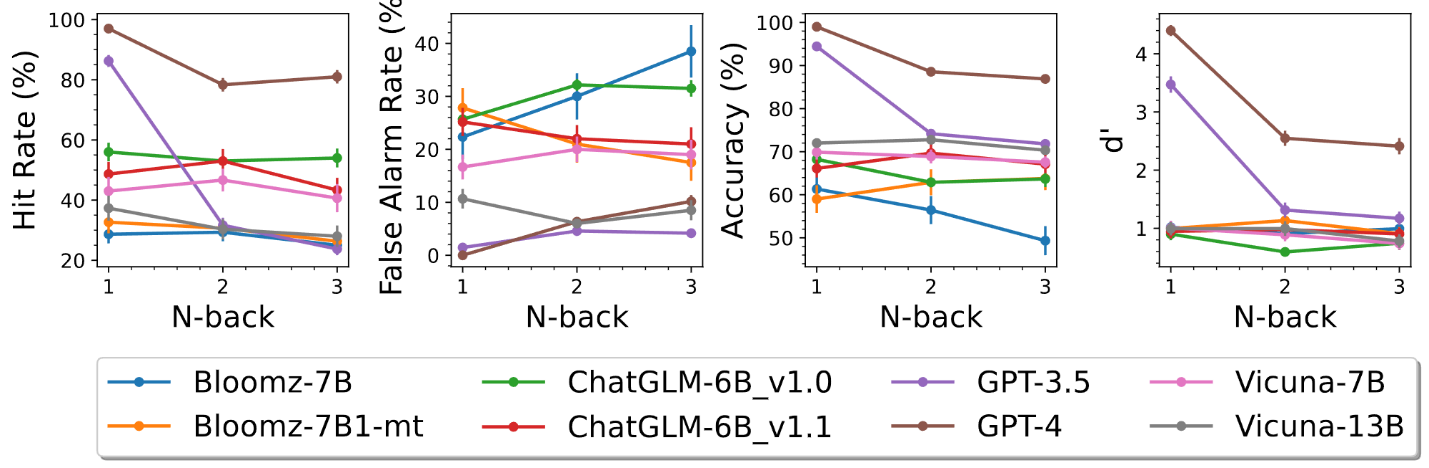 Hit Rate (%)
100
80
60
40
20
1 2 3
N-back
False Alarm Rate (%
40
30
20
10
0
1 2 3
N-back
Accuracy (%)
100
90
80
70
60
50
1 2 3
N-back
d'
4
3
2
1
1 2 3
N-back
Bloomz-7B ChatGLM-6B_v1.0 GPT-3.5 Vicuna-7B
Bloomz-7B1-mt ChatGLM-6B_v1.1 GPT-4 Vicuna-13B